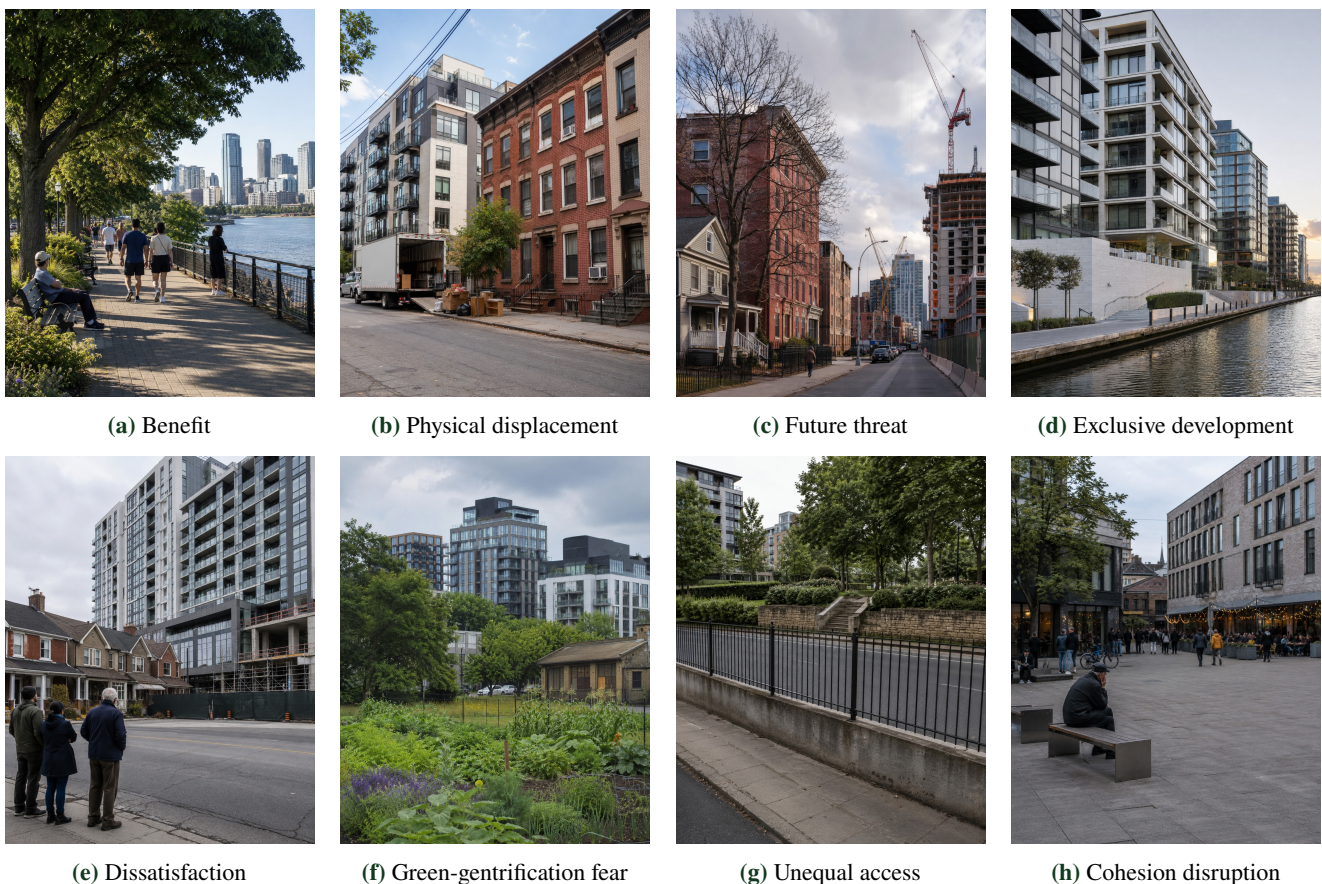 (a) Benefit
(b) Physical displacement
(c) Future threat
(d) Exclusive development
(e) Dissatisfaction
(f) Green-gentrification fear
(g) Unequal access
(h) Cohesion disruption